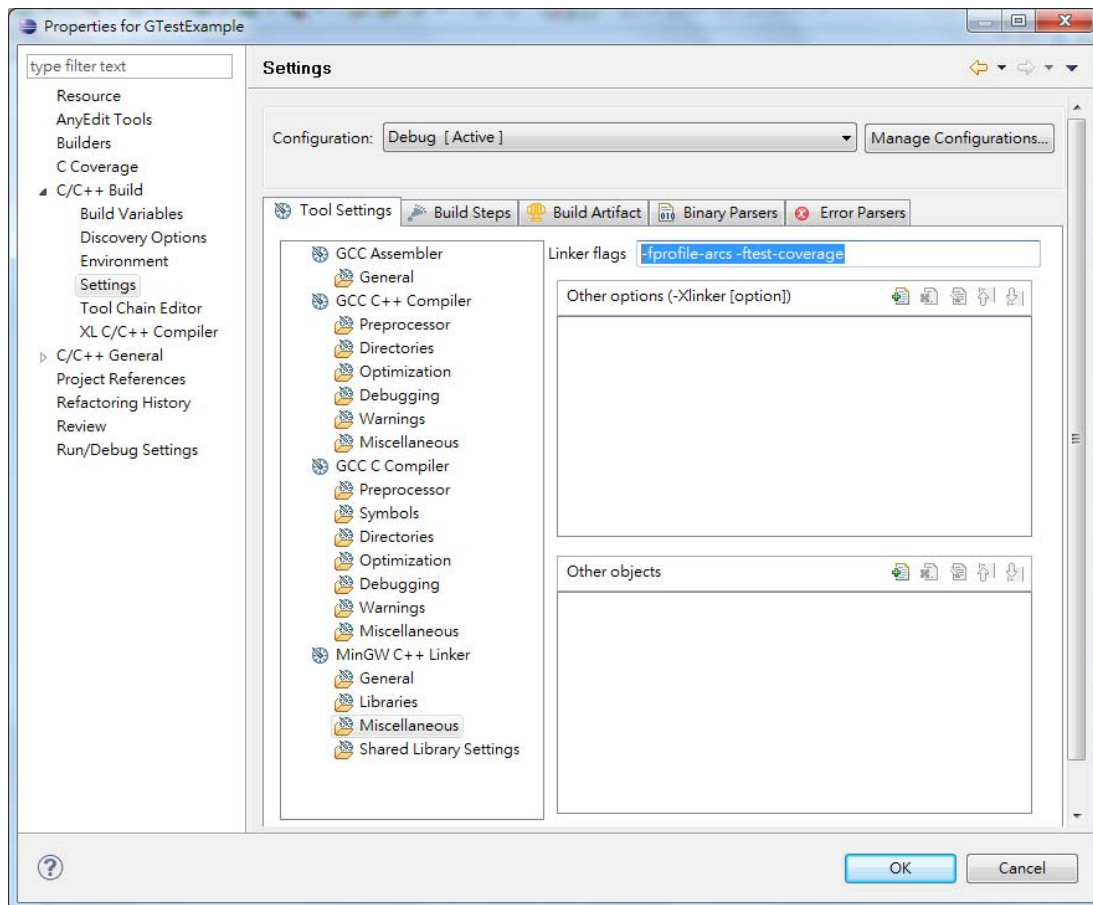 Properties for GTestExample
type filter text
Resource
AnyEdit Tools
Builders
C Coverage
C/C++ Build
Build Variables
Discovery Options
Environment
Settings
Tool Chain Editor
XL C/C++ Compiler
C/C++ General
Project References
Refactoring History
Review
Run/Debug Settings
Settings
Configuration: Debug [ Active ] Manage Configurations...
Tool Settings Build Steps Build Artifact Binary Parsers Error Parsers
GCC Assembler
General
GCC C++ Compiler
Preprocessor
Directories
Optimization
Debugging
Warnings
Miscellaneous
GCC C Compiler
Preprocessor
Symbols
Directories
Optimization
Debugging
Warnings
Miscellaneous
MinGW C++ Linker
General
Libraries
Miscellaneous
Shared Library Settings
Linker flags -fprofile-arcs -ftest-coverage
Other options (-Xlinker [option])
Other objects
OK Cancel